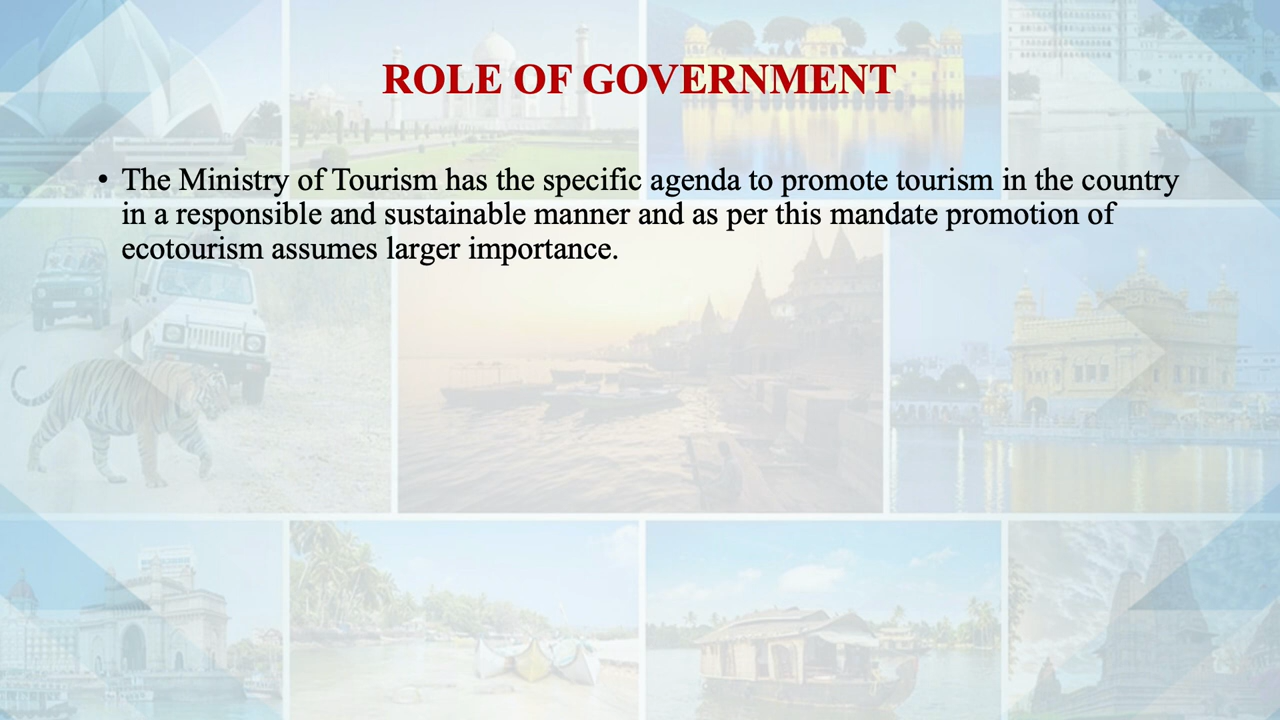 ROLE OF GOVERNMENT
• The Ministry of Tourism has the specific agenda to promote tourism in the country
in a responsible and sustainable manner and as per this mandate promotion of
ecotourism assumes larger importance.